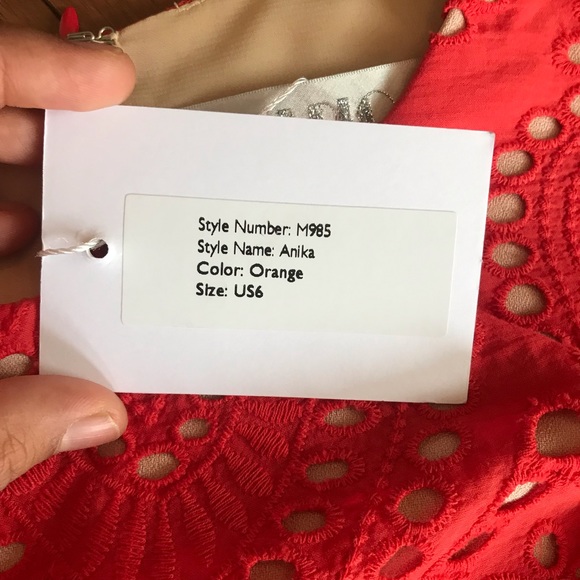 Style Number: M985
Style Name: Anika
Color: Orange
Size: US6